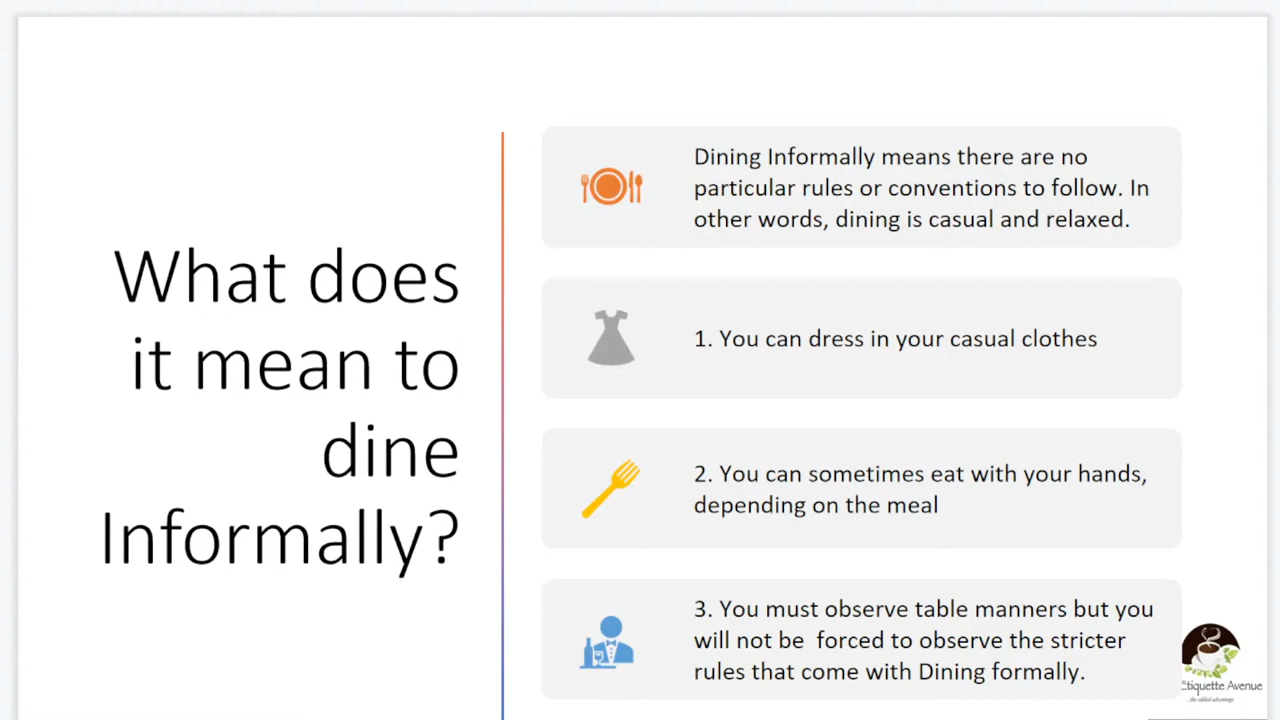 What does
it mean to
dine
Informally?
Dining Informally means there are no
particular rules or conventions to follow. In
other words, dining is casual and relaxed.
1. You can dress in your casual clothes
2. You can sometimes eat with your hands,
depending on the meal
3. You must observe table manners but you
will not be  forced to observe the stricter
rules that come with Dining formally.
Etiquette Avenue
...the added advantage